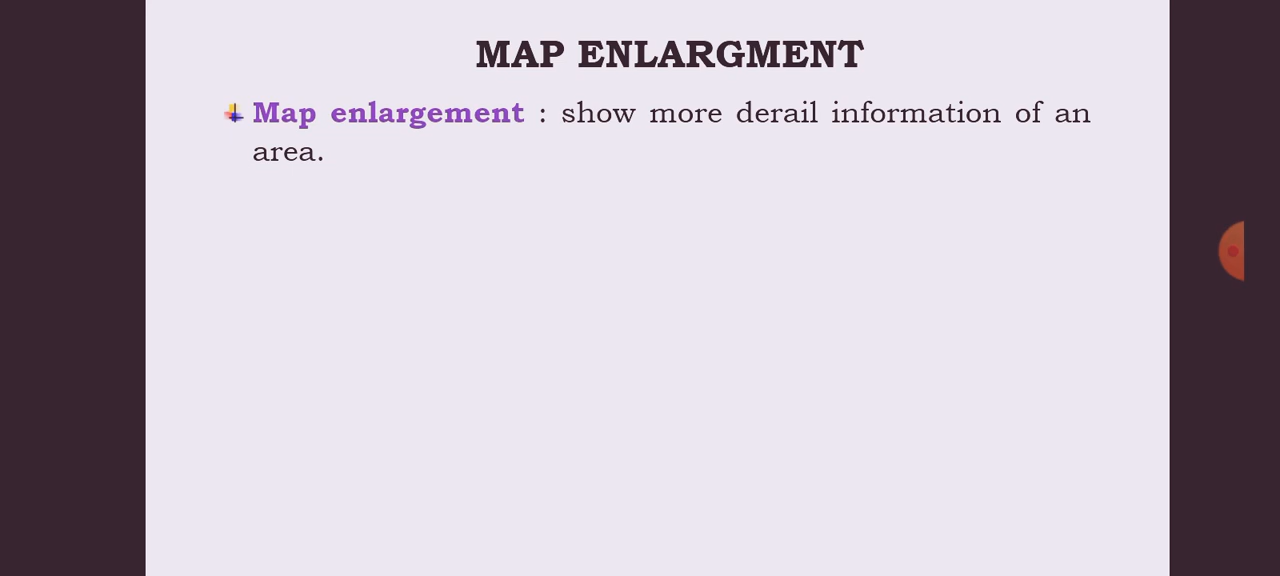 MAP ENLARGMENT
Map enlargement : show more derail information of an
area.